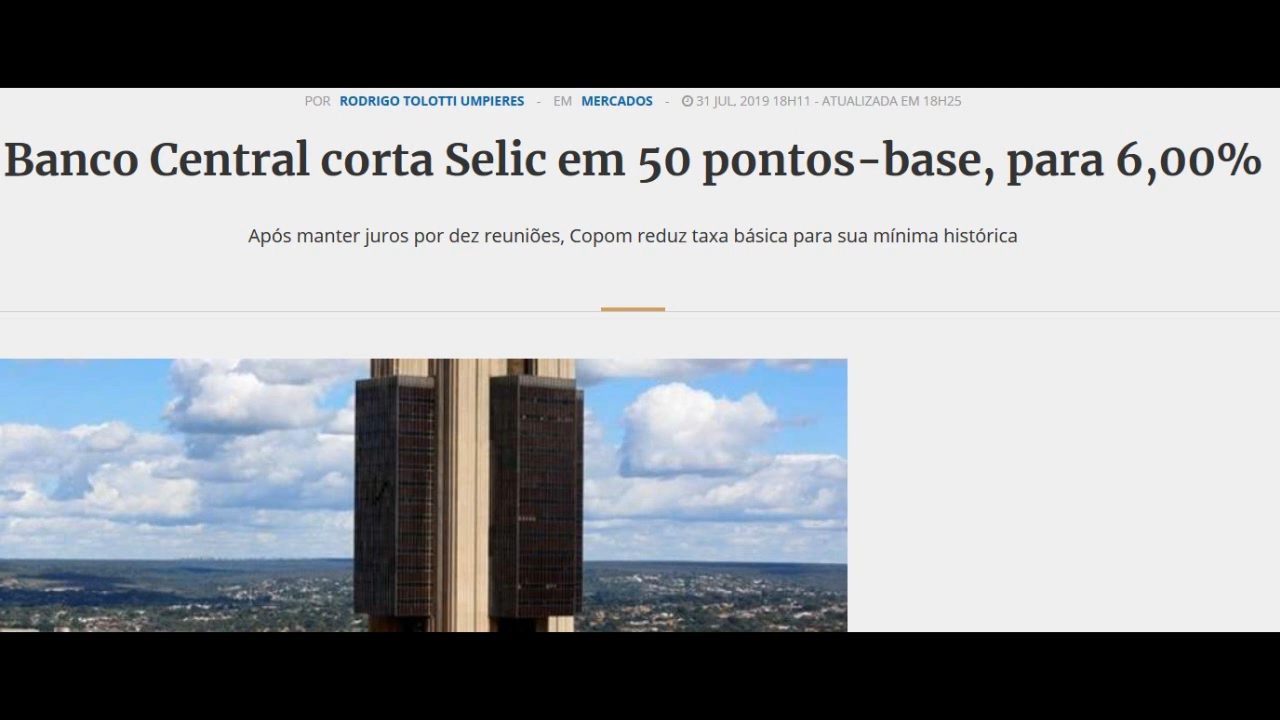 POR RODRIGO TOLOTTI UMPIERES - EM MERCADOS - 31 JUL, 2019 18H11 - ATUALIZADA EM 18H25
Banco Central corta Selic em 50 pontos-base, para 6,00%
Após manter juros por dez reuniões, Copom reduz taxa básica para sua mínima histórica